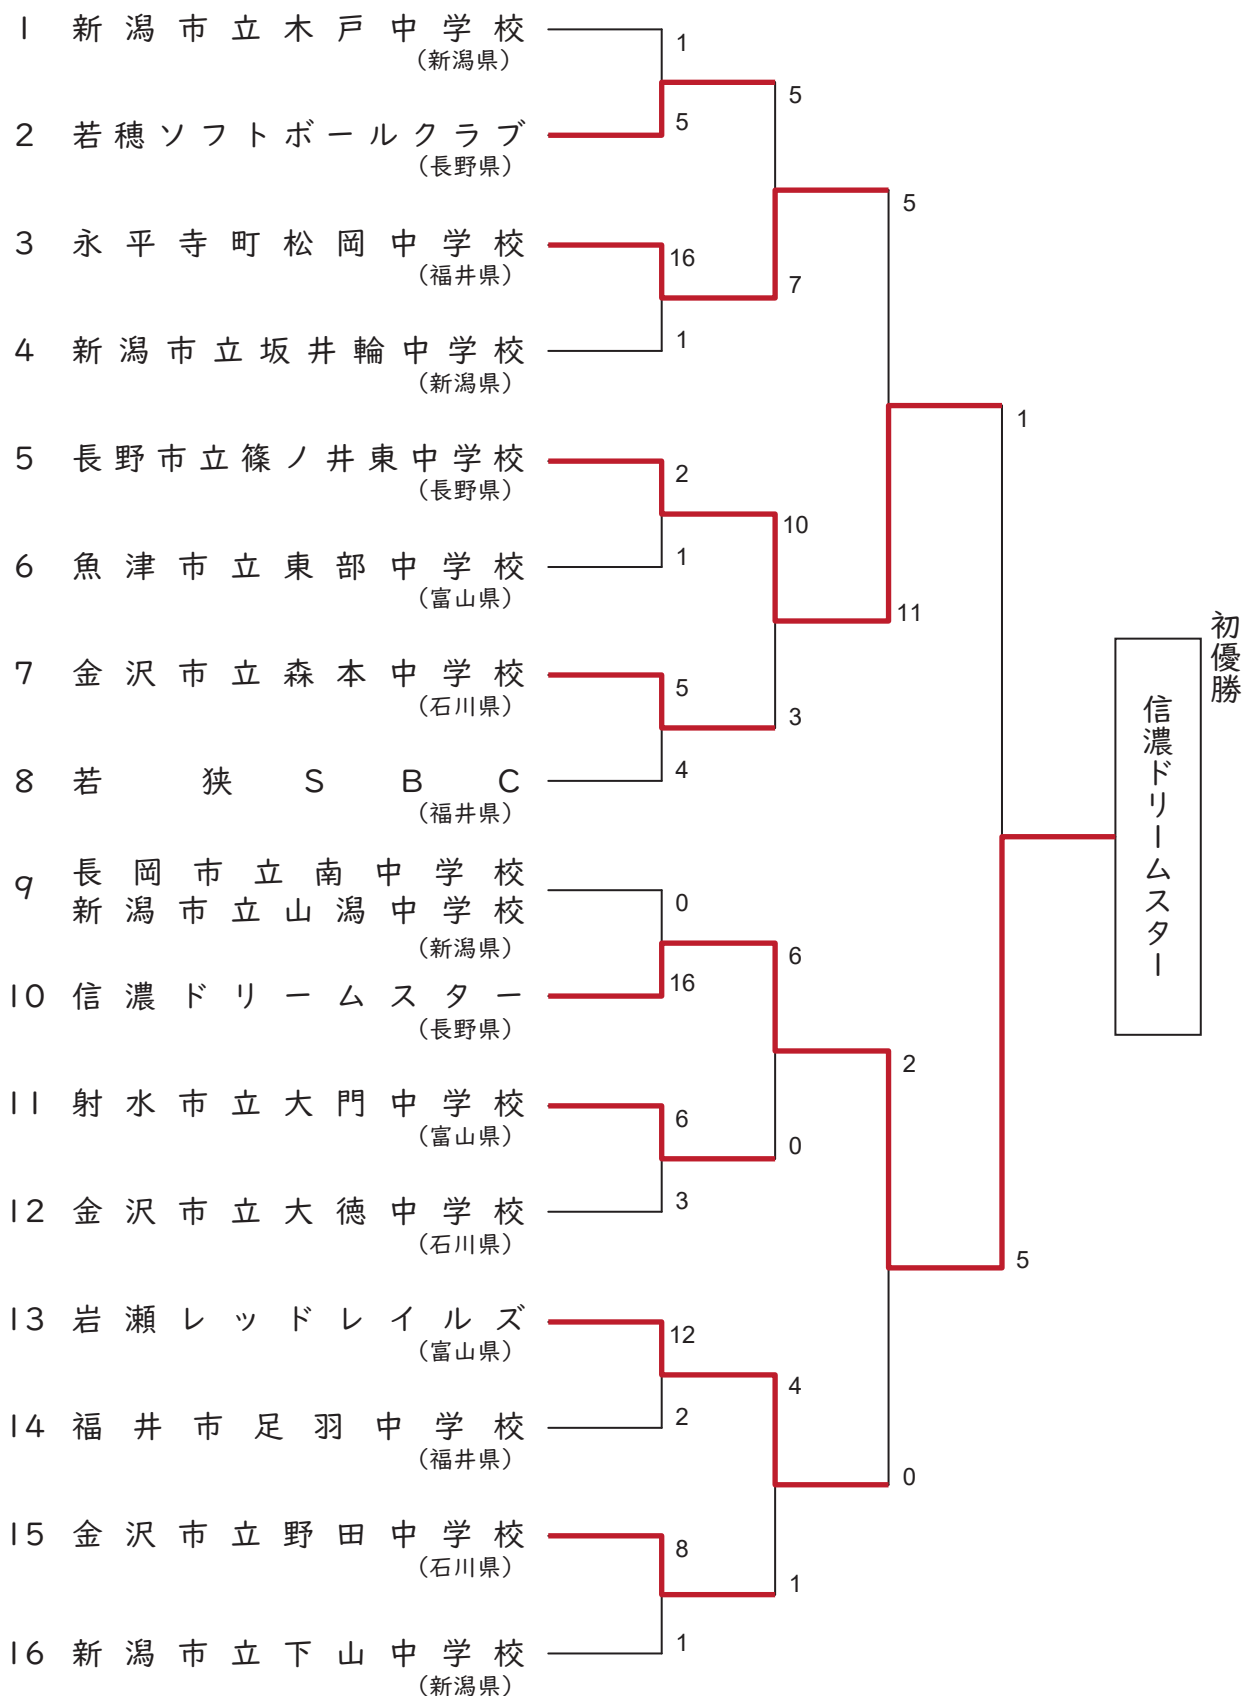 1 新潟市立木戸中学校
(新潟県)
1
5
2 若穂ソフトボールクラブ
5
(長野県)
5
3 永平寺町松岡中学校
16
(福井県)
7
4 新潟市立坂井輪中学校
1
(新潟県)
1
5 長野市立篠ノ井東中学校
2
(長野県)
10
6 魚津市立東部中学校
1
(富山県)
11
7 金沢市立森本中学校
5
(石川県)
3
8 若狭SBC
4
(福井県)
初優勝
信濃ドリームスター
9 長岡市立南中学校
新潟市立山潟中学校
0
(新潟県)
6
10 信濃ドリームスター
16
(長野県)
2
11 射水市立大門中学校
6
(富山県)
0
12 金沢市立大徳中学校
3
(石川県)
5
13 岩瀬レッドレイルズ
12
(富山県)
4
14 福井市足羽中学校
2
(福井県)
0
15 金沢市立野田中学校
8
(石川県)
1
16 新潟市立下山中学校
1
(新潟県)